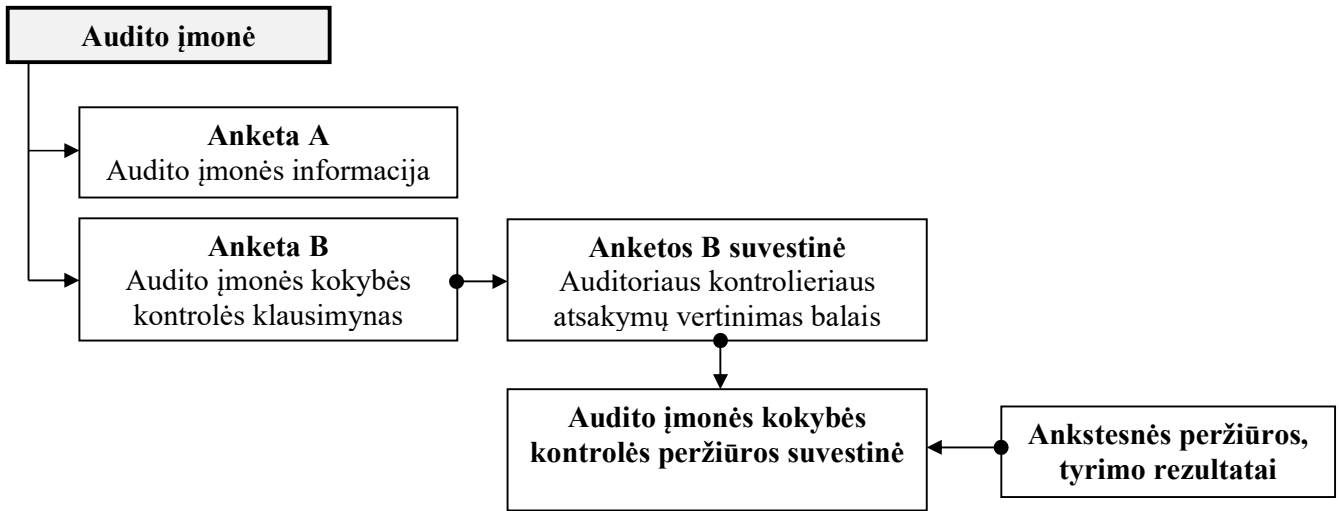 Audito įmonė
Anketa A
Audito įmonės informacija
Anketa B
Audito įmonės kokybės
kontrolės klausimynas
Anketos B suvestinė
Auditoriaus kontrolieriaus
atsakymų vertinimas balais
Audito įmonės kokybės
kontrolės peržiūros suvestinė
Ankstesnės peržiūros,
tyrimo rezultatai